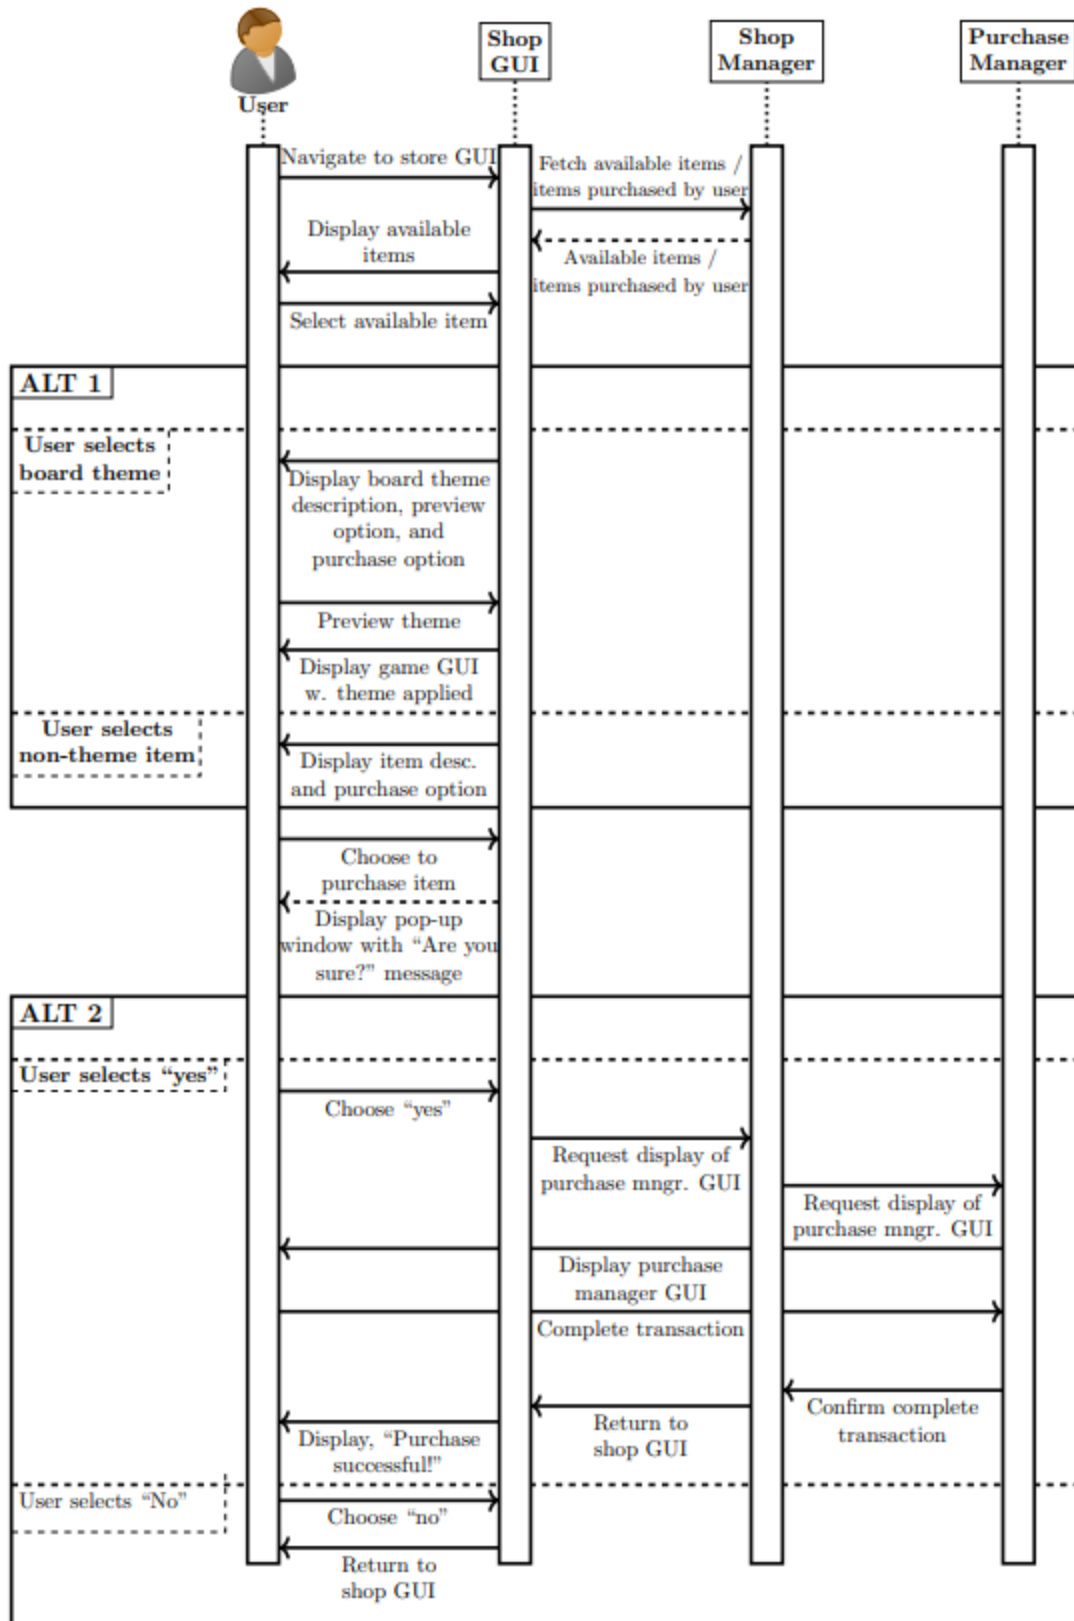 User
Shop
GUI
Shop
Manager
Purchase
Manager
Navigate to store GUI
Fetch available items /
items purchased by user
Display available
items
Available items /
items purchased by user
Select available item
ALT 1
User selects
board theme
Display board theme
description, preview
option, and
purchase option
Preview theme
Display game GUI
w. theme applied
User selects
non-theme item
Display item desc.
and purchase option
Choose to
purchase item
Display pop-up
window with “Are you
sure?” message
ALT 2
User selects “yes”
Choose “yes”
Request display of
purchase mngr. GUI
Request display of
purchase mngr. GUI
Display purchase
manager GUI
Complete transaction
Confirm complete
transaction
Return to
shop GUI
Display, “Purchase
successful!”
User selects “No”
Choose “no”
Return to
shop GUI